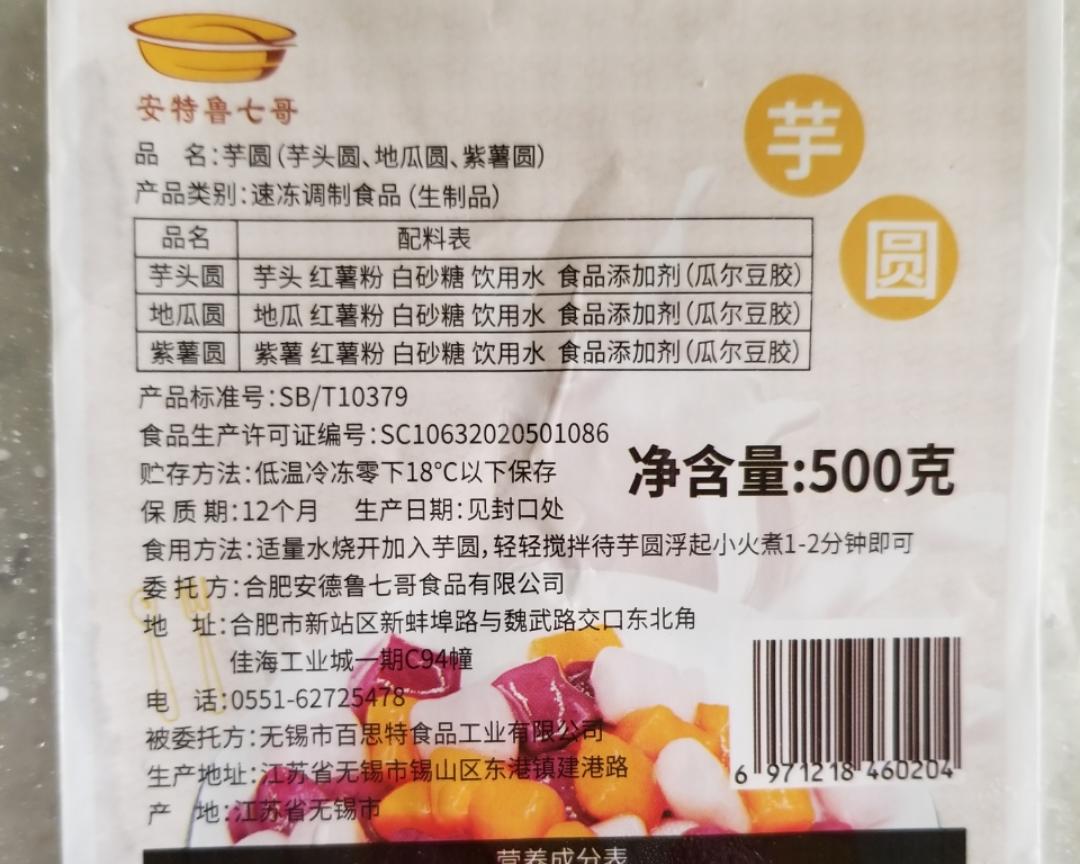 安特鲁七哥
芋
圆
品 名:芋圆(芋头圆、地瓜圆、紫薯圆)
产品类别:速冻调制食品(生制品)
品名 配料表
芋头圆 芋头 红薯粉 白砂糖 饮用水 食品添加剂(瓜尔豆胶)
地瓜圆 地瓜 红薯粉 白砂糖 饮用水 食品添加剂(瓜尔豆胶)
紫薯圆 紫薯 红薯粉 白砂糖 饮用水 食品添加剂(瓜尔豆胶)
产品标准号:SB/T10379
食品生产许可证编号:SC10632020501086
贮存方法:低温冷冻零下18℃以下保存
净含量:500克
保质期:12个月 生产日期:见封口处
食用方法:适量水烧开加入芋圆,轻轻搅拌待芋圆浮起小火煮1-2分钟即可
委托方:合肥安德鲁七哥食品有限公司
地 址:合肥市新站区新蚌埠路与魏武路交口东北角
佳海工业城一期C94幢
电 话:0551-62725478
被委托方:无锡市百思特食品工业有限公司
生产地址:江苏省无锡市锡山区东港镇建港路
产 地:江苏省无锡市
6 971218 460204
营养成分表